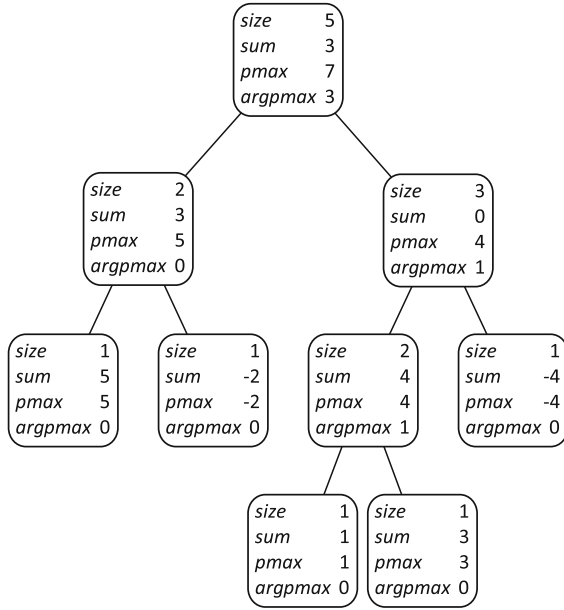 size 5
sum 3
pmax 7
argpmax 3
size 2
sum 3
pmax 5
argpmax 0
size 3
sum 0
pmax 4
argpmax 1
size 1
sum 5
pmax 5
argpmax 0
size 1
sum -2
pmax -2
argpmax 0
size 2
sum 4
pmax 4
argpmax 1
size 1
sum -4
pmax -4
argpmax 0
size 1
sum 1
pmax 1
argpmax 0
size 1
sum 3
pmax 3
argpmax 0